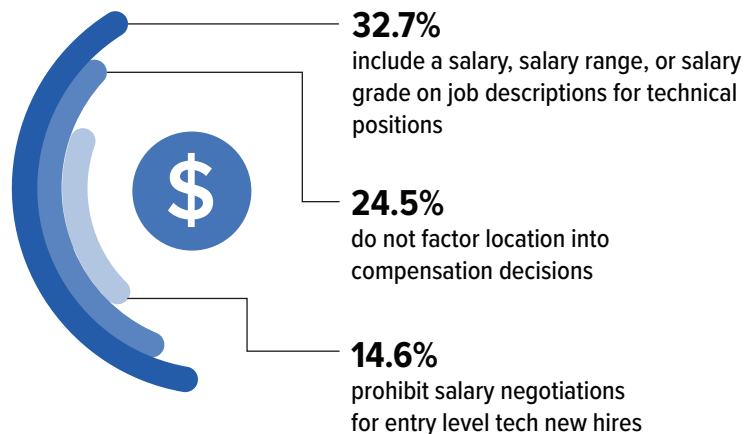 32.7%
include a salary, salary range, or salary
grade on job descriptions for technical
positions
$
24.5%
do not factor location into
compensation decisions
14.6%
prohibit salary negotiations
for entry level tech new hires